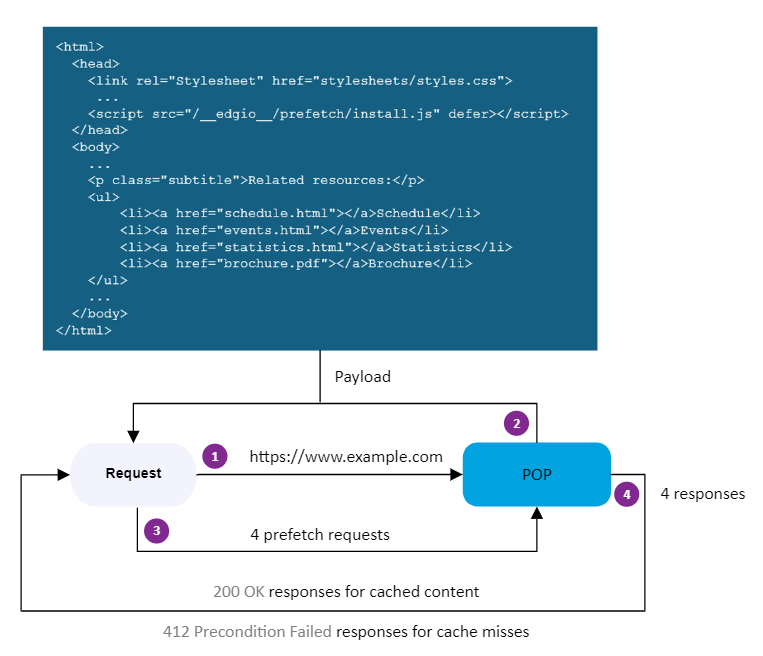 <html>
<head>
<link rel="Stylesheet" href="stylesheets/styles.css">
...
<script src="/__edgio__/prefetch/install.js" defer></script>
</head>
<body>
...
<p class="subtitle">Related resources:</p>
<ul>
<li><a href="schedule.html"></a>Schedule</li>
<li><a href="events.html"></a>Events</li>
<li><a href="statistics.html"></a>Statistics</li>
<li><a href="brochure.pdf"></a>Brochure</li>
</ul>
...
</body>
</html>
Payload
2
1
https://www.example.com
Request
POP
4
4 responses
3
4 prefetch requests
200 OK responses for cached content
412 Precondition Failed responses for cache misses